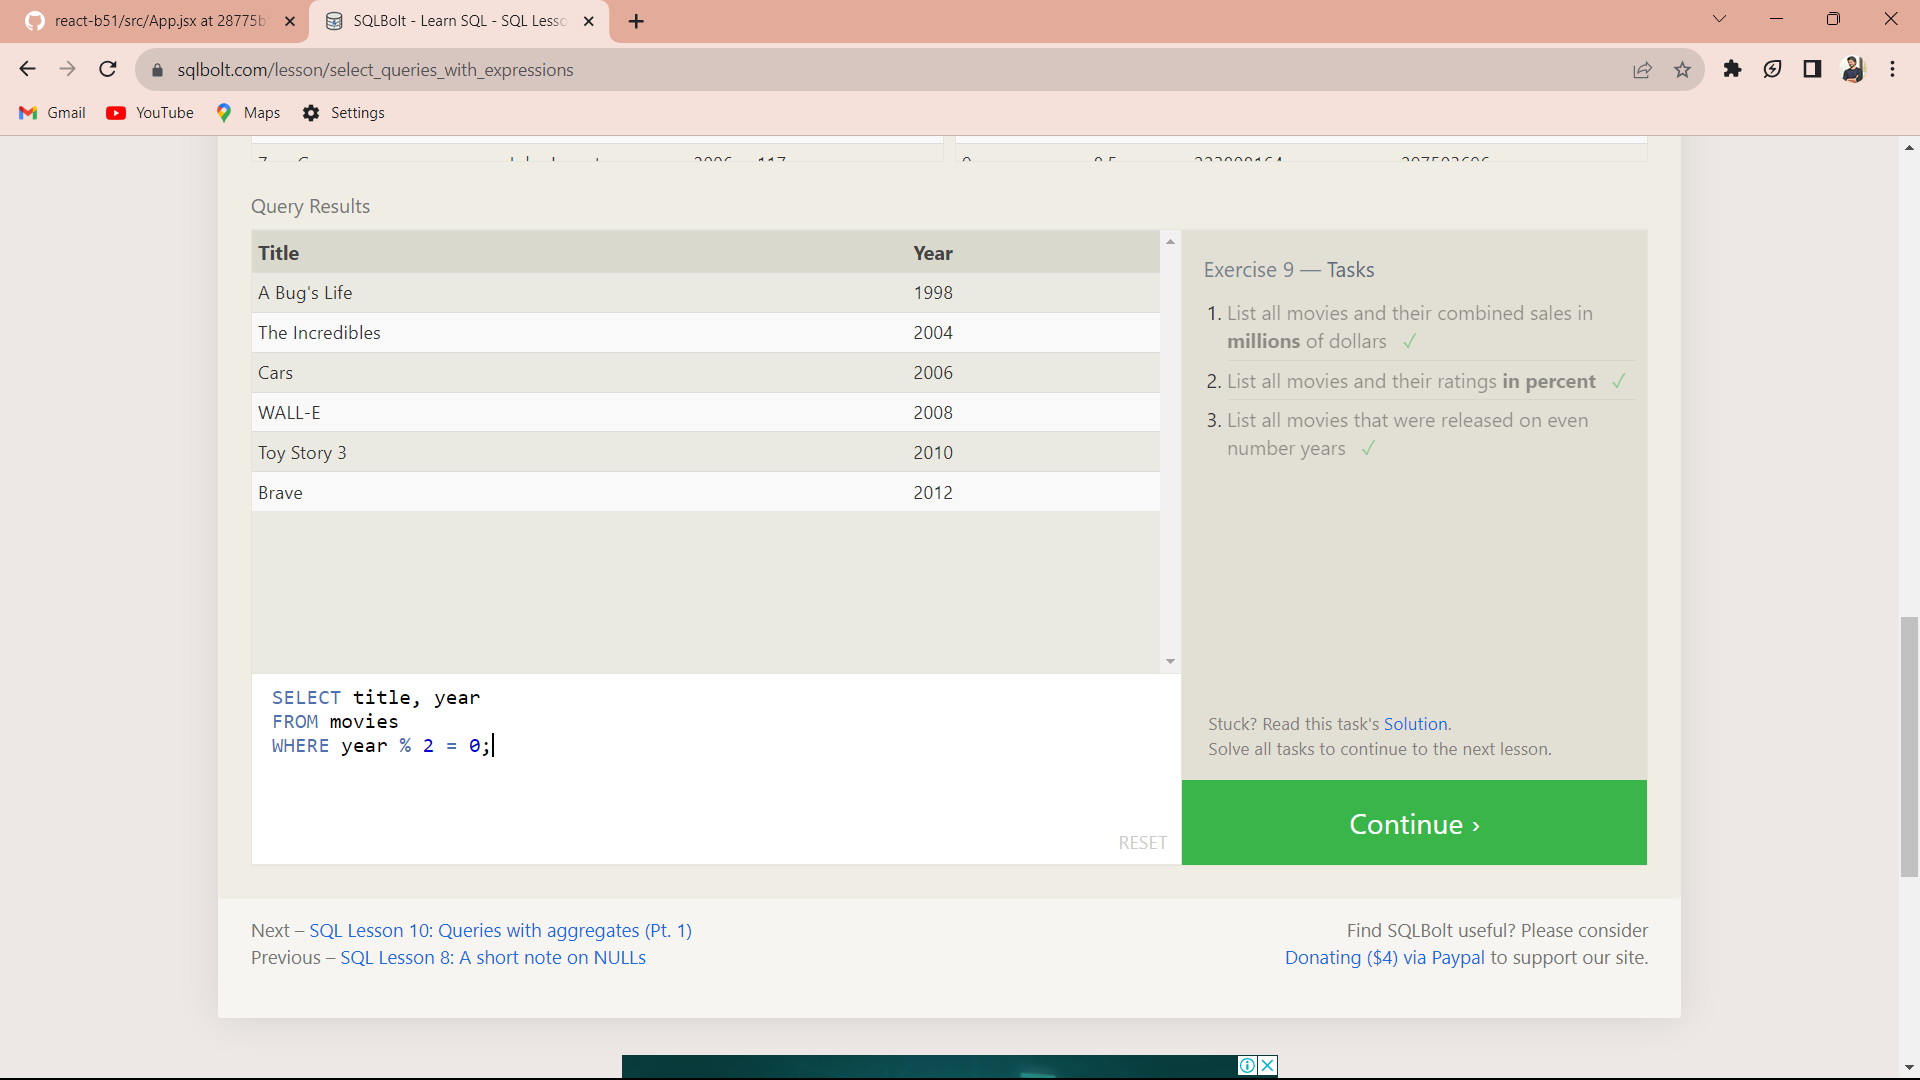 react-b51/src/App.jsx at 28775b
SQLBolt - Learn SQL - SQL Lesso
sqlbolt.com/lesson/select_queries_with_expressions
Gmail YouTube Maps Settings
Query Results
Title Year
A Bug's Life 1998
The Incredibles 2004
Cars 2006
WALL-E 2008
Toy Story 3 2010
Brave 2012
SELECT title, year
FROM movies
WHERE year % 2 = 0;
RESET
Exercise 9 — Tasks
1. List all movies and their combined sales in
millions of dollars ✓
2. List all movies and their ratings in percent ✓
3. List all movies that were released on even
number years ✓
Stuck? Read this task's Solution.
Solve all tasks to continue to the next lesson.
Continue ›
Next – SQL Lesson 10: Queries with aggregates (Pt. 1)
Previous – SQL Lesson 8: A short note on NULLs
Find SQLBolt useful? Please consider
Donating ($4) via Paypal to support our site.